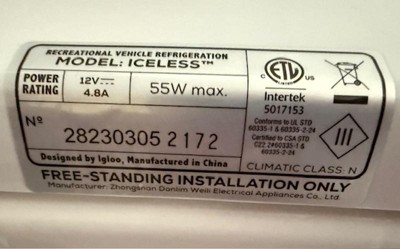 RECREATIONAL VEHICLE REFRIGERATION
MODEL: ICELESS™
POWER RATING
12V
4.8A
55W max.
Nº
28230305 2172
Designed by Igloo, Manufactured in China
ETL
US
Intertek
5017153
Conforms to UL STD
60335-1 & 60335-2-24
Certified to CSA STD
C22.2#60335-1 &
60335-2-24
III
CLIMATIC CLASS: N
FREE-STANDING INSTALLATION ONLY
Manufacturer: Zhongshan Danlim Weili Electrical Appliances Co., Ltd.